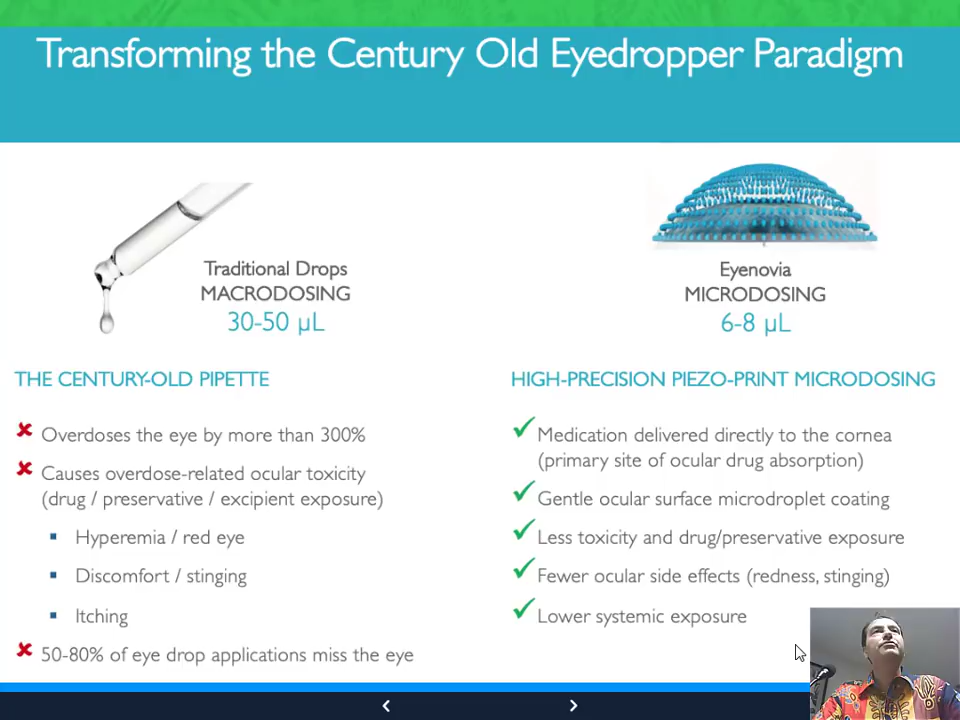 Transforming the Century Old Eyedropper Paradigm
Traditional Drops
MACRODOSING
30-50 µL
Eyenovia
MICRODOSING
6-8 µL
THE CENTURY-OLD PIPETTE
Overdoses the eye by more than 300%
Causes overdose-related ocular toxicity
(drug / preservative / excipient exposure)
Hyperemia / red eye
Discomfort / stinging
Itching
50-80% of eye drop applications miss the eye
HIGH-PRECISION PIEZO-PRINT MICRODOSING
Medication delivered directly to the cornea
(primary site of ocular drug absorption)
Gentle ocular surface microdroplet coating
Less toxicity and drug/preservative exposure
Fewer ocular side effects (redness, stinging)
Lower systemic exposure